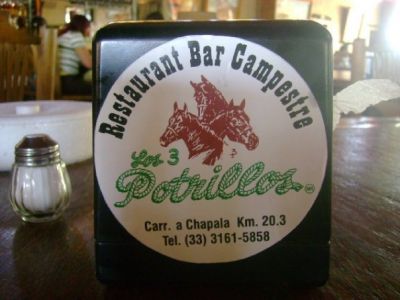 Restaurant Bar Campestre
Los 3
Potrillos
Carr. a Chapala Km. 20.3
Tel. (33) 3161-5858